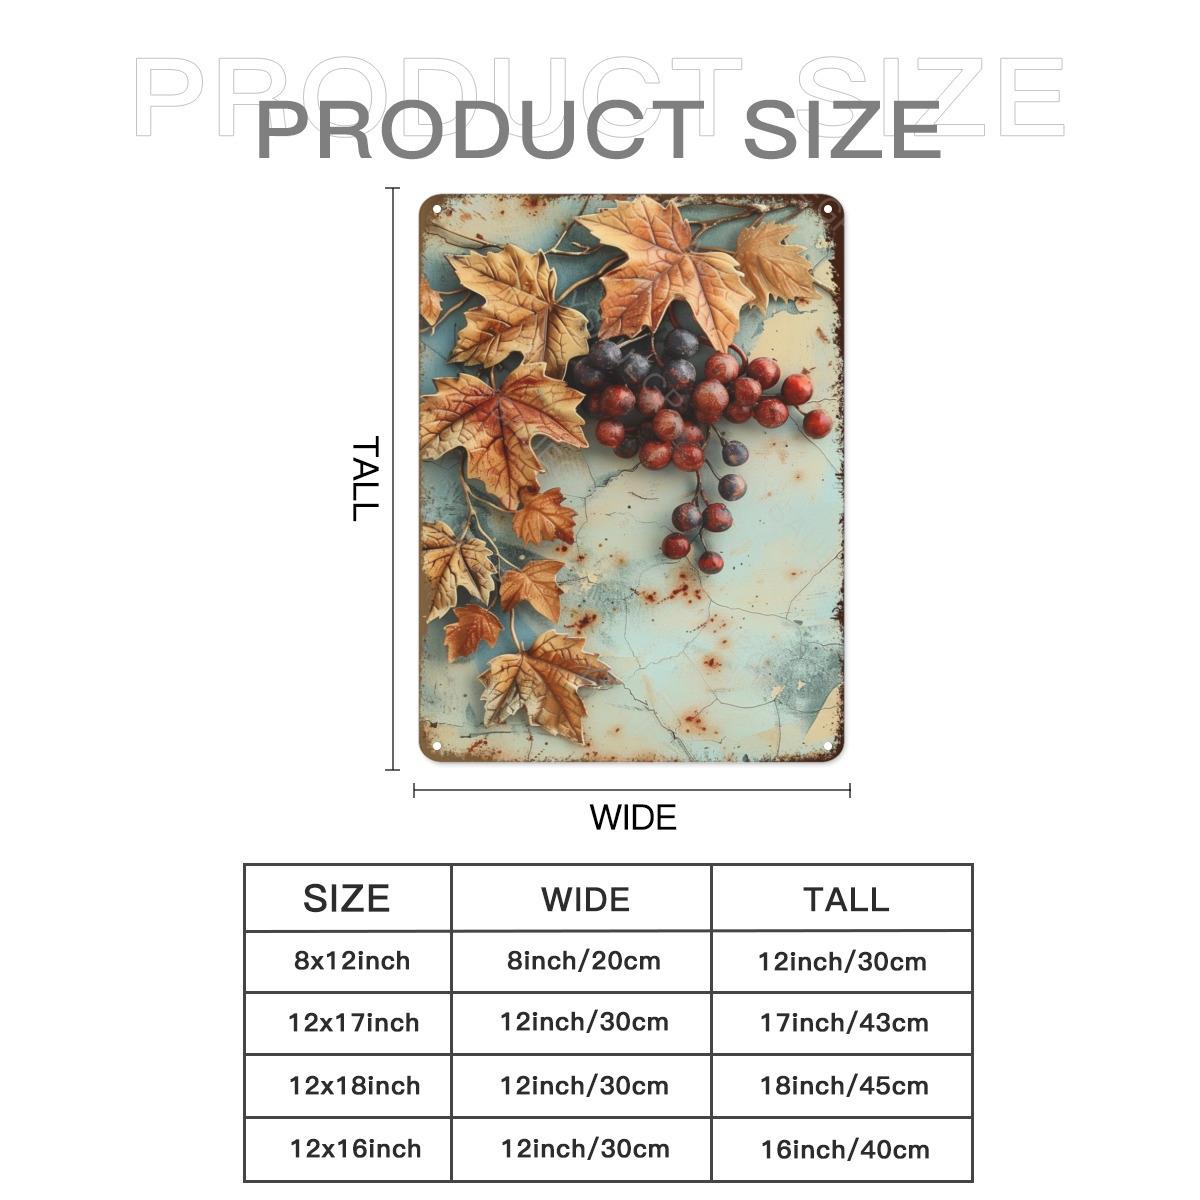 PRODUCT SIZE
PRODUCT SIZE
TALL
WIDE
SIZE WIDE TALL
8x12inch 8inch/20cm 12inch/30cm
12x17inch 12inch/30cm 17inch/43cm
12x18inch 12inch/30cm 18inch/45cm
12x16inch 12inch/30cm 16inch/40cm